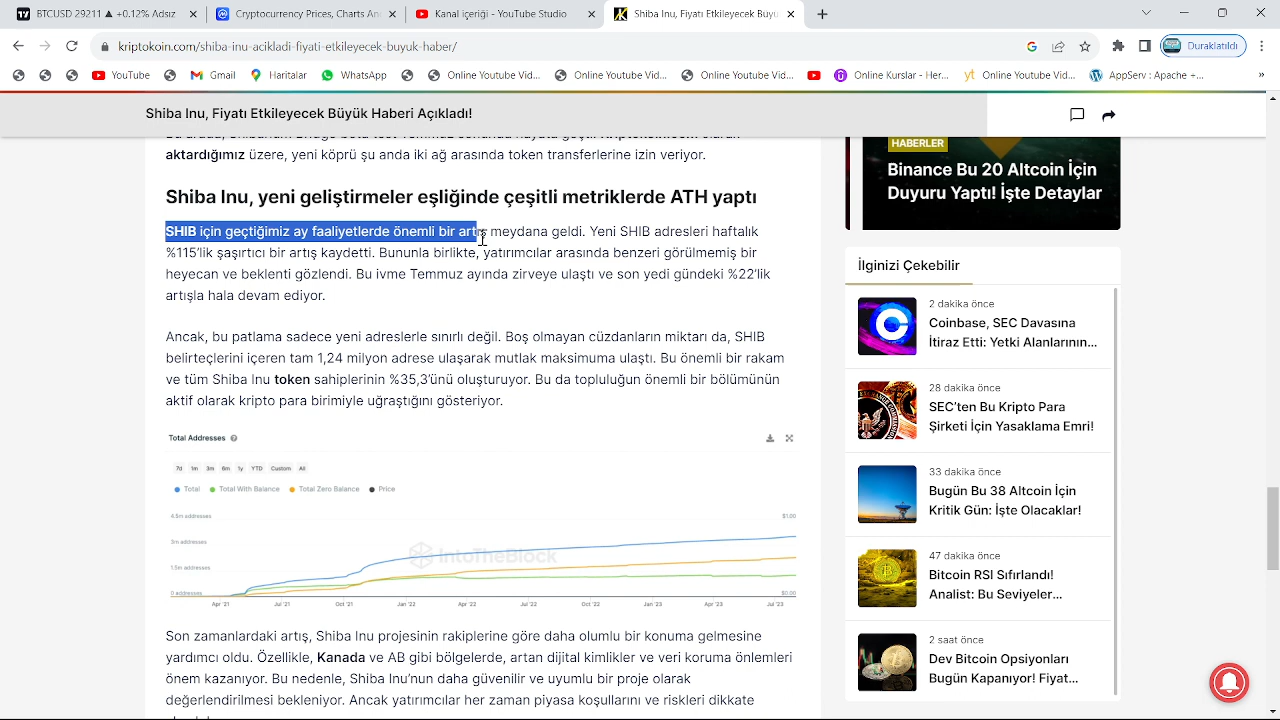 BTCUSD 29211 ▲ +0.12% Ası
Cryptocurrency Prices, Charts
YouTube Kanalı - YouTube Studio
Shiba Inu, Fiyatı Etkileyecek Büyü
kriptokoin.com/shiba-inu-acikladi-fiyat-etkileyecek-buyuk-haber/
Duraklatıldı
YouTube
Gmail
Haritalar
WhatsApp
Online Youtube Vid...
Online Youtube Vid...
Online Youtube Vid...
Online Kurslar - Her...
yt Online Youtube Vid...
AppServ : Apache +...
»
Shiba Inu, Fiyatı Etkileyecek Büyük Haberi Açıkladı!
aktardığımız üzere, yeni köprü şu anda iki ağ arasında token transferlerine izin veriyor.
Shiba Inu, yeni geliştirmeler eşliğinde çeşitli metriklerde ATH yaptı
SHIB için geçtiğimiz ay faaliyetlerde önemli bir artış meydana geldi. Yeni SHIB adresleri haftalık
%115’lik şaşırtıcı bir artış kaydetti. Bununla birlikte, yatırımcılar arasında benzeri görülmemiş bir
heyecan ve beklenti gözlendi. Bu ivme Temmuz ayında zirveye ulaştı ve son yedi gündeki %22’lik
artışla hala devam ediyor.
Ancak, bu patlama sadece yeni adreslerle sınırlı değil. Boş olmayan cüzdanların miktarı da, SHIB
belirteçlerini içeren tam 1,24 milyon adrese ulaşarak mutlak maksimuma ulaştı. Bu önemli bir rakam
ve tüm Shiba Inu token sahiplerinin %35,3’ünü oluşturuyor. Bu da topluluğun önemli bir bölümünün
aktif olarak kripto para birimiyle uğraştığını gösteriyor.
Total Addresses
7d 1m 3m 6m 1y YTD Custom All
Total Total With Balance Total Zero Balance Price
4.5m addresses $1.00
3m addresses
IntoTheBlock
1.5m addresses
0 addresses $0.00
Apr '21 Jul '21 Oct '21 Jan '22 Apr '22 Jul '22 Oct '22 Jan '23 Apr '23 Jul '23
Son zamanlardaki artış, Shiba Inu projesinin rakiplerine göre daha olumlu bir konuma gelmesine
yardımcı oldu. Özellikle, Kanada ve AB gibi bölgelerde, artan dijital kimlikler ve veri koruma önlemleri
önem kazanıyor. Bu nedenle, Shiba Inu’nun daha güvenilir ve uyumlu bir proje olarak
değerlendirilmesi bekleniyor. Ancak yatırımcılar her zaman piyasa koşullarını ve riskleri dikkate
HABERLER
Binance Bu 20 Altcoin İçin
Duyuru Yaptı! İşte Detaylar
İlginizi Çekebilir
2 dakika önce
Coinbase, SEC Davasına
İtiraz Etti: Yetki Alanlarının...
28 dakika önce
SEC’ten Bu Kripto Para
Şirketi İçin Yasaklama Emri!
33 dakika önce
Bugün Bu 38 Altcoin İçin
Kritik Gün: İşte Olacaklar!
47 dakika önce
Bitcoin RSI Sıfırlandı!
Analist: Bu Seviyeler...
2 saat önce
Dev Bitcoin Opsiyonları
Bugün Kapanıyor! Fiyat...